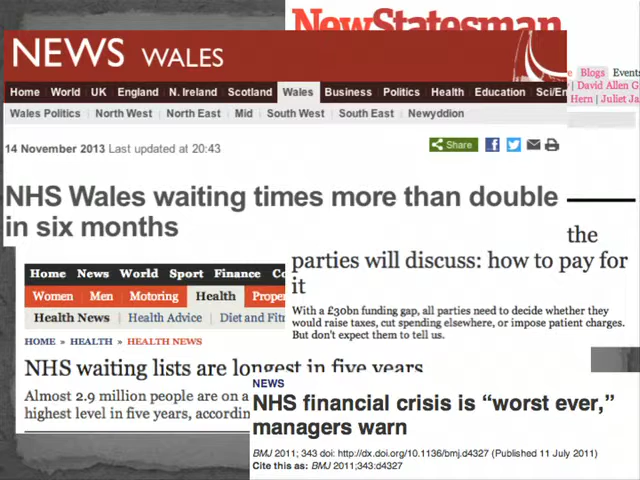 NewStatesman
NEWS WALES
Blogs Events
David Allen G
Hern | Juliet Ja
Home World UK England N. Ireland Scotland Wales Business Politics Health Education Sci/En
Wales Politics North West North East Mid South West South East Newyddion
14 November 2013 Last updated at 20:43
Share
NHS Wales waiting times more than double
in six months
the
parties will discuss: how to pay for
it
With a £30bn funding gap, all parties need to decide whether they
would raise taxes, cut spending elsewhere, or impose patient charges.
But don't expect them to tell us.
Home News World Sport Finance Co
Women Men Motoring Health Prope
Health News Health Advice Diet and Fitn
HOME » HEALTH » HEALTH NEWS
NHS waiting lists are longest in five years
Almost 2.9 million people are on a
highest level in five years, accordin
NEWS
NHS financial crisis is “worst ever,”
managers warn
BMJ 2011; 343 doi: http://dx.doi.org/10.1136/bmj.d4327 (Published 11 July 2011)
Cite this as: BMJ 2011;343:d4327